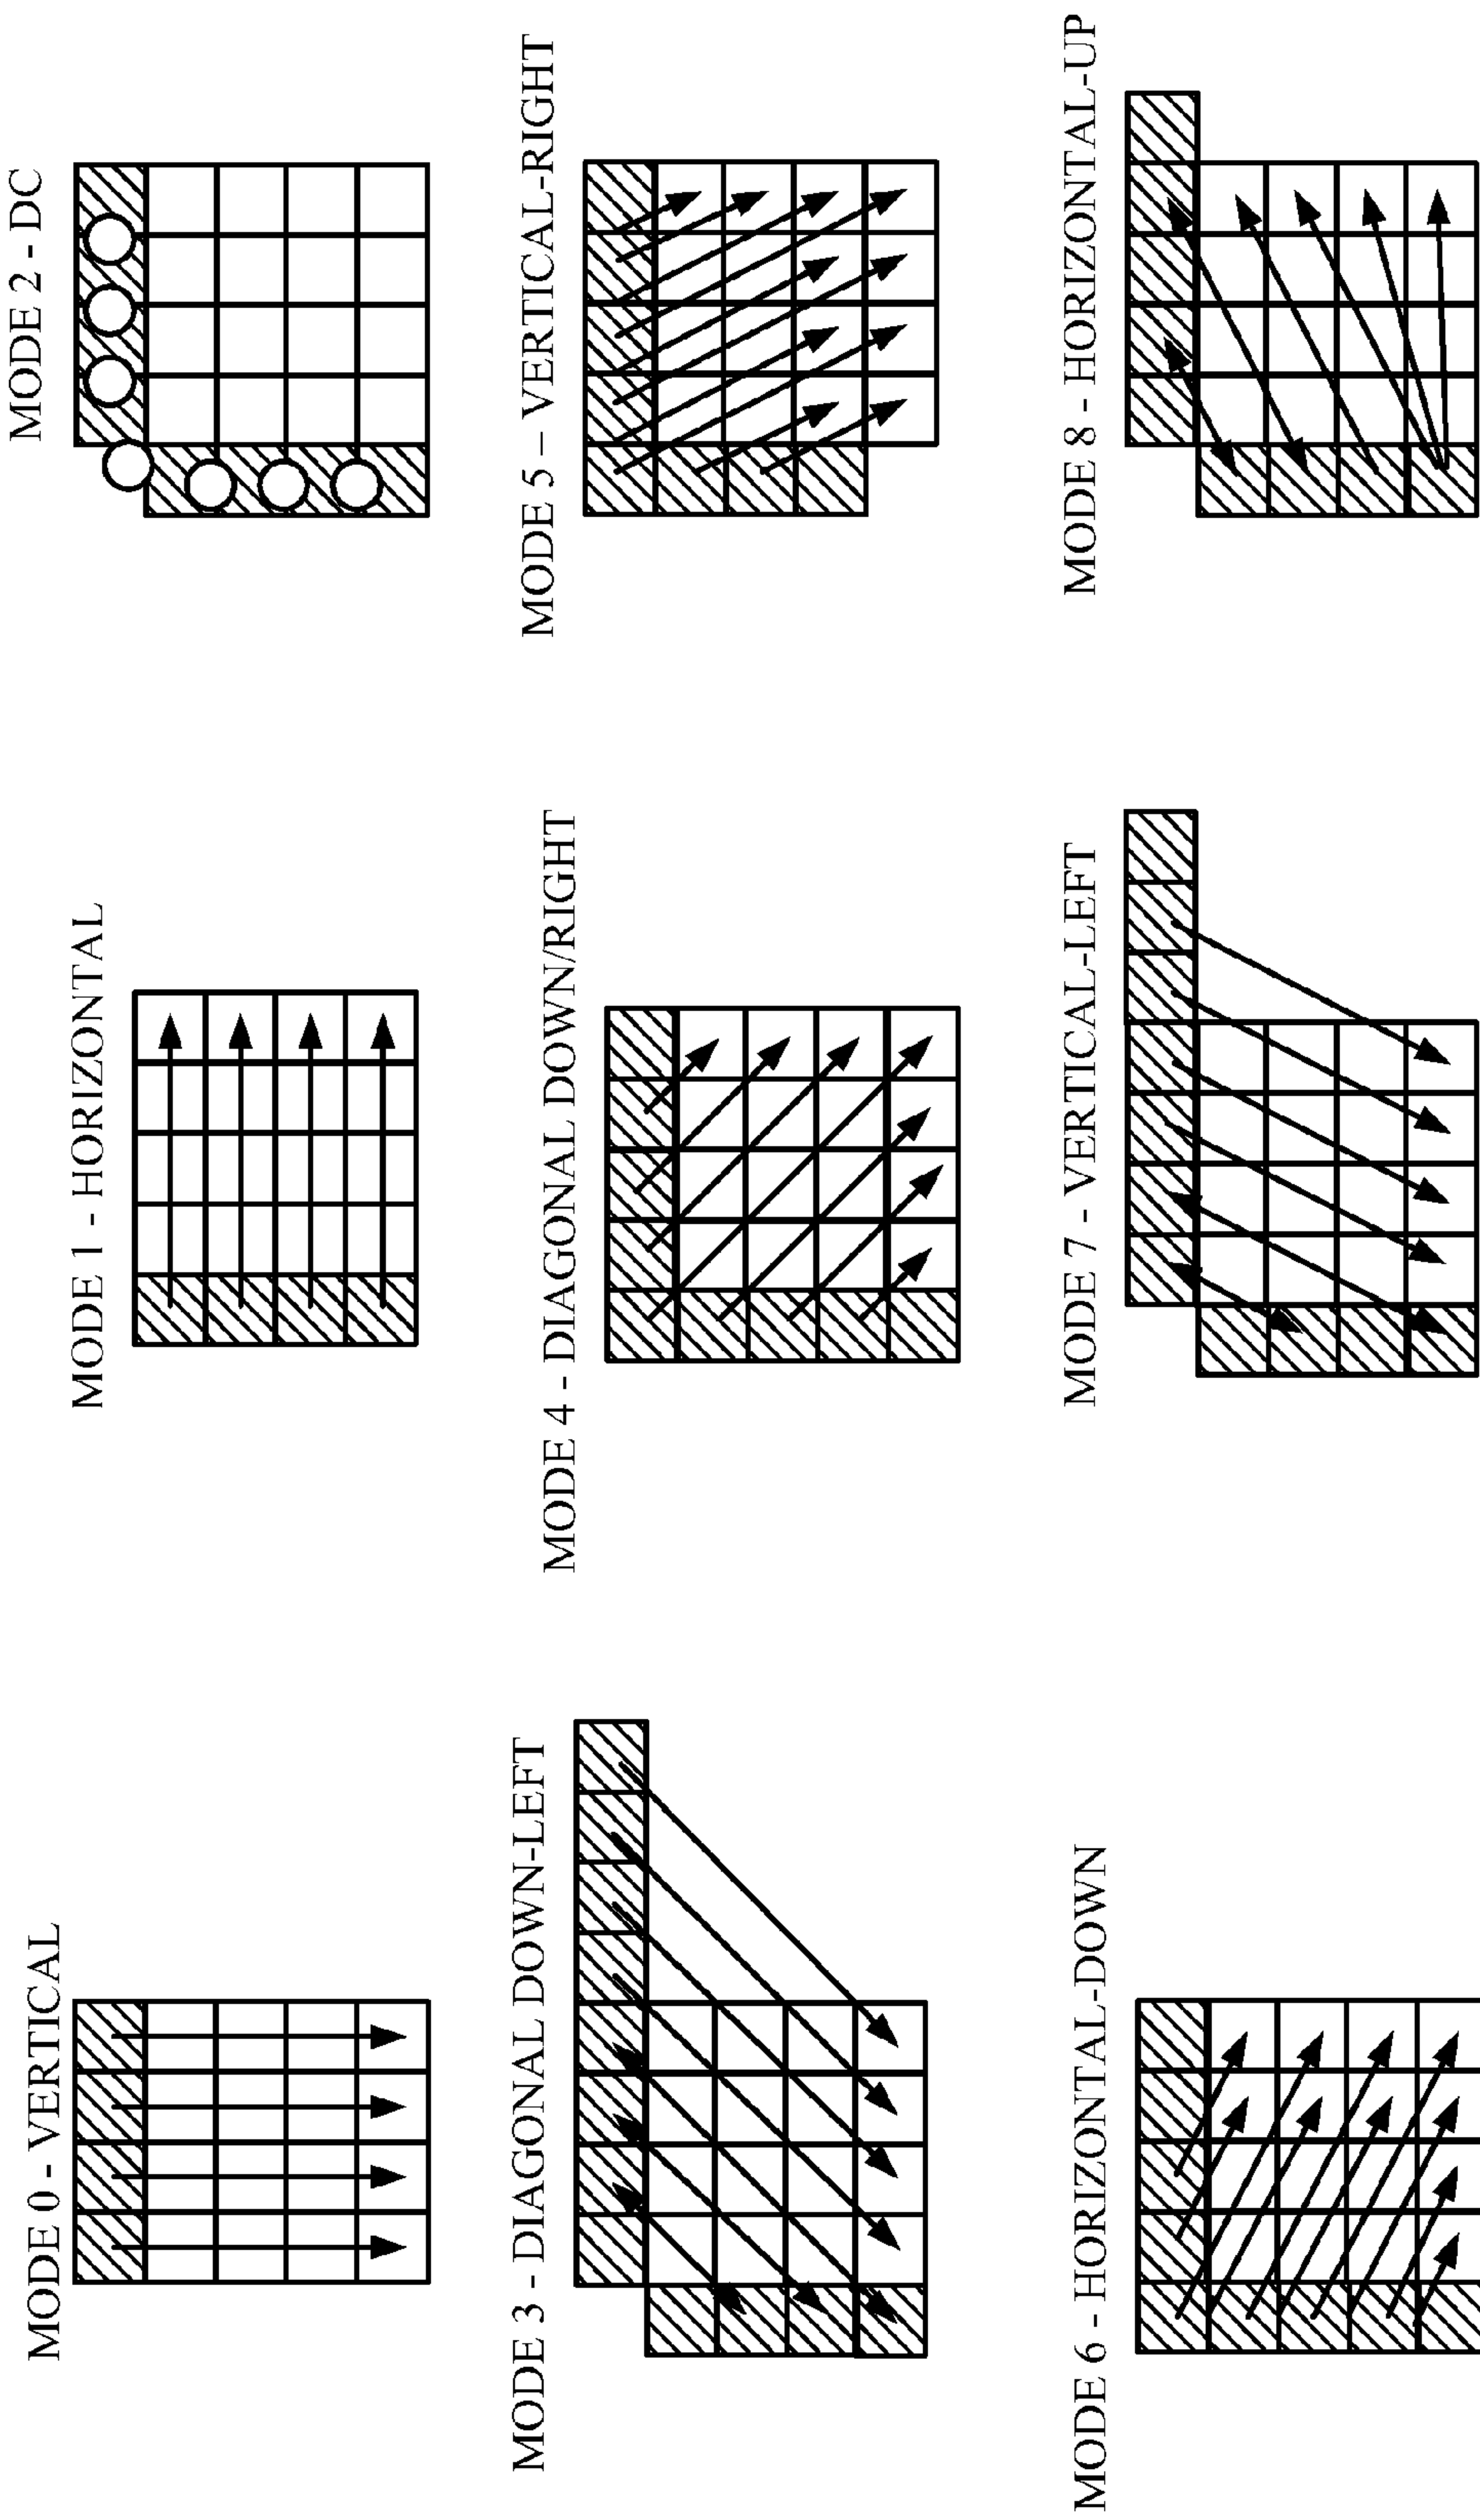 MODE 0 - VERTICAL
MODE 1 - HORIZONTAL
MODE 2 - DC
MODE 3 - DIAGONAL DOWN-LEFT
MODE 4 - DIAGONAL DOWN/RIGHT
MODE 5 – VERTICAL-RIGHT
MODE 6 - HORIZONTAL-DOWN
MODE 7 - VERTICAL-LEFT
MODE 8 - HORIZONTAL-UP